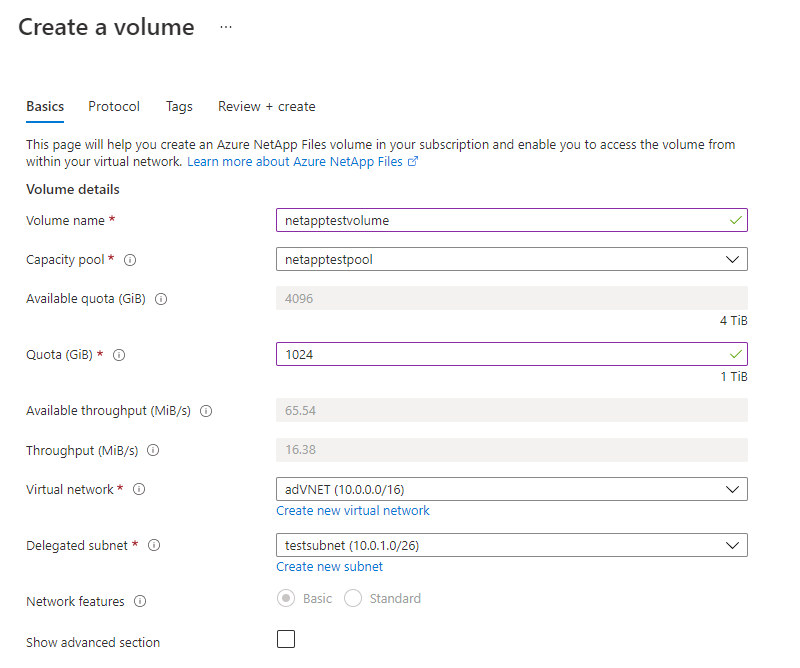 Create a volume ...
Basics Protocol Tags Review + create
This page will help you create an Azure NetApp Files volume in your subscription and enable you to access the volume from
within your virtual network. Learn more about Azure NetApp Files
Volume details
Volume name * netapptestvolume
Capacity pool * netapptestpool
Available quota (GiB) 4096
4 TiB
Quota (GiB) * 1024
1 TiB
Available throughput (MiB/s) 65.54
Throughput (MiB/s) 16.38
Virtual network * adVNET (10.0.0.0/16)
Create new virtual network
Delegated subnet * testsubnet (10.0.1.0/26)
Create new subnet
Network features Basic Standard
Show advanced section